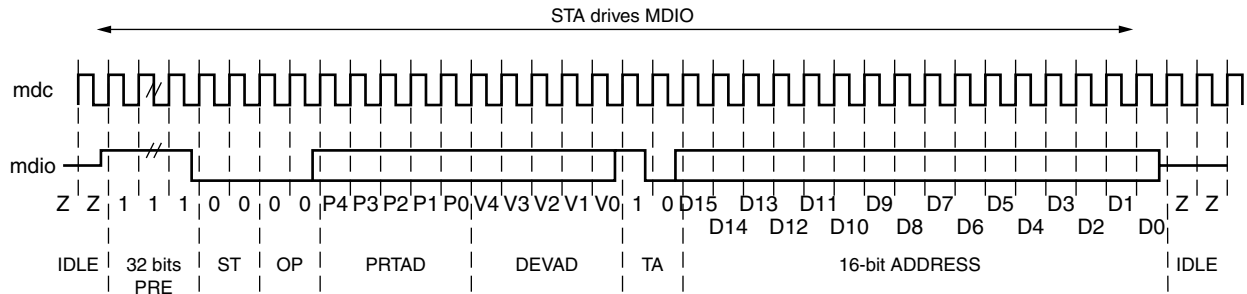 STA drives MDIO
mdc
mdio
Z Z 1 1 1 0 0 0 0 P4 P3 P2 P1 P0 V4 V3 V2 V1 V0 1 0 D15 D13 D11 D9 D7 D5 D3 D1 Z Z
D14 D12 D10 D8 D6 D4 D2 D0
IDLE 32 bits ST OP PRTAD DEVAD TA 16-bit ADDRESS IDLE
PRE